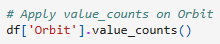 # Apply value_counts on Orbit
df['Orbit'].value_counts()